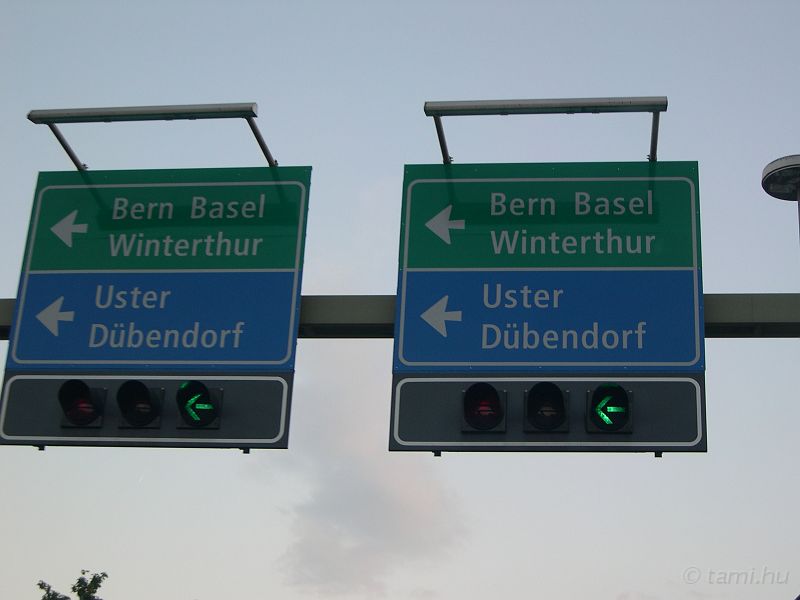 Bern Basel
Winterthur
Uster
Dübendorf
Bern Basel
Winterthur
Uster
Dübendorf
© tami.hu